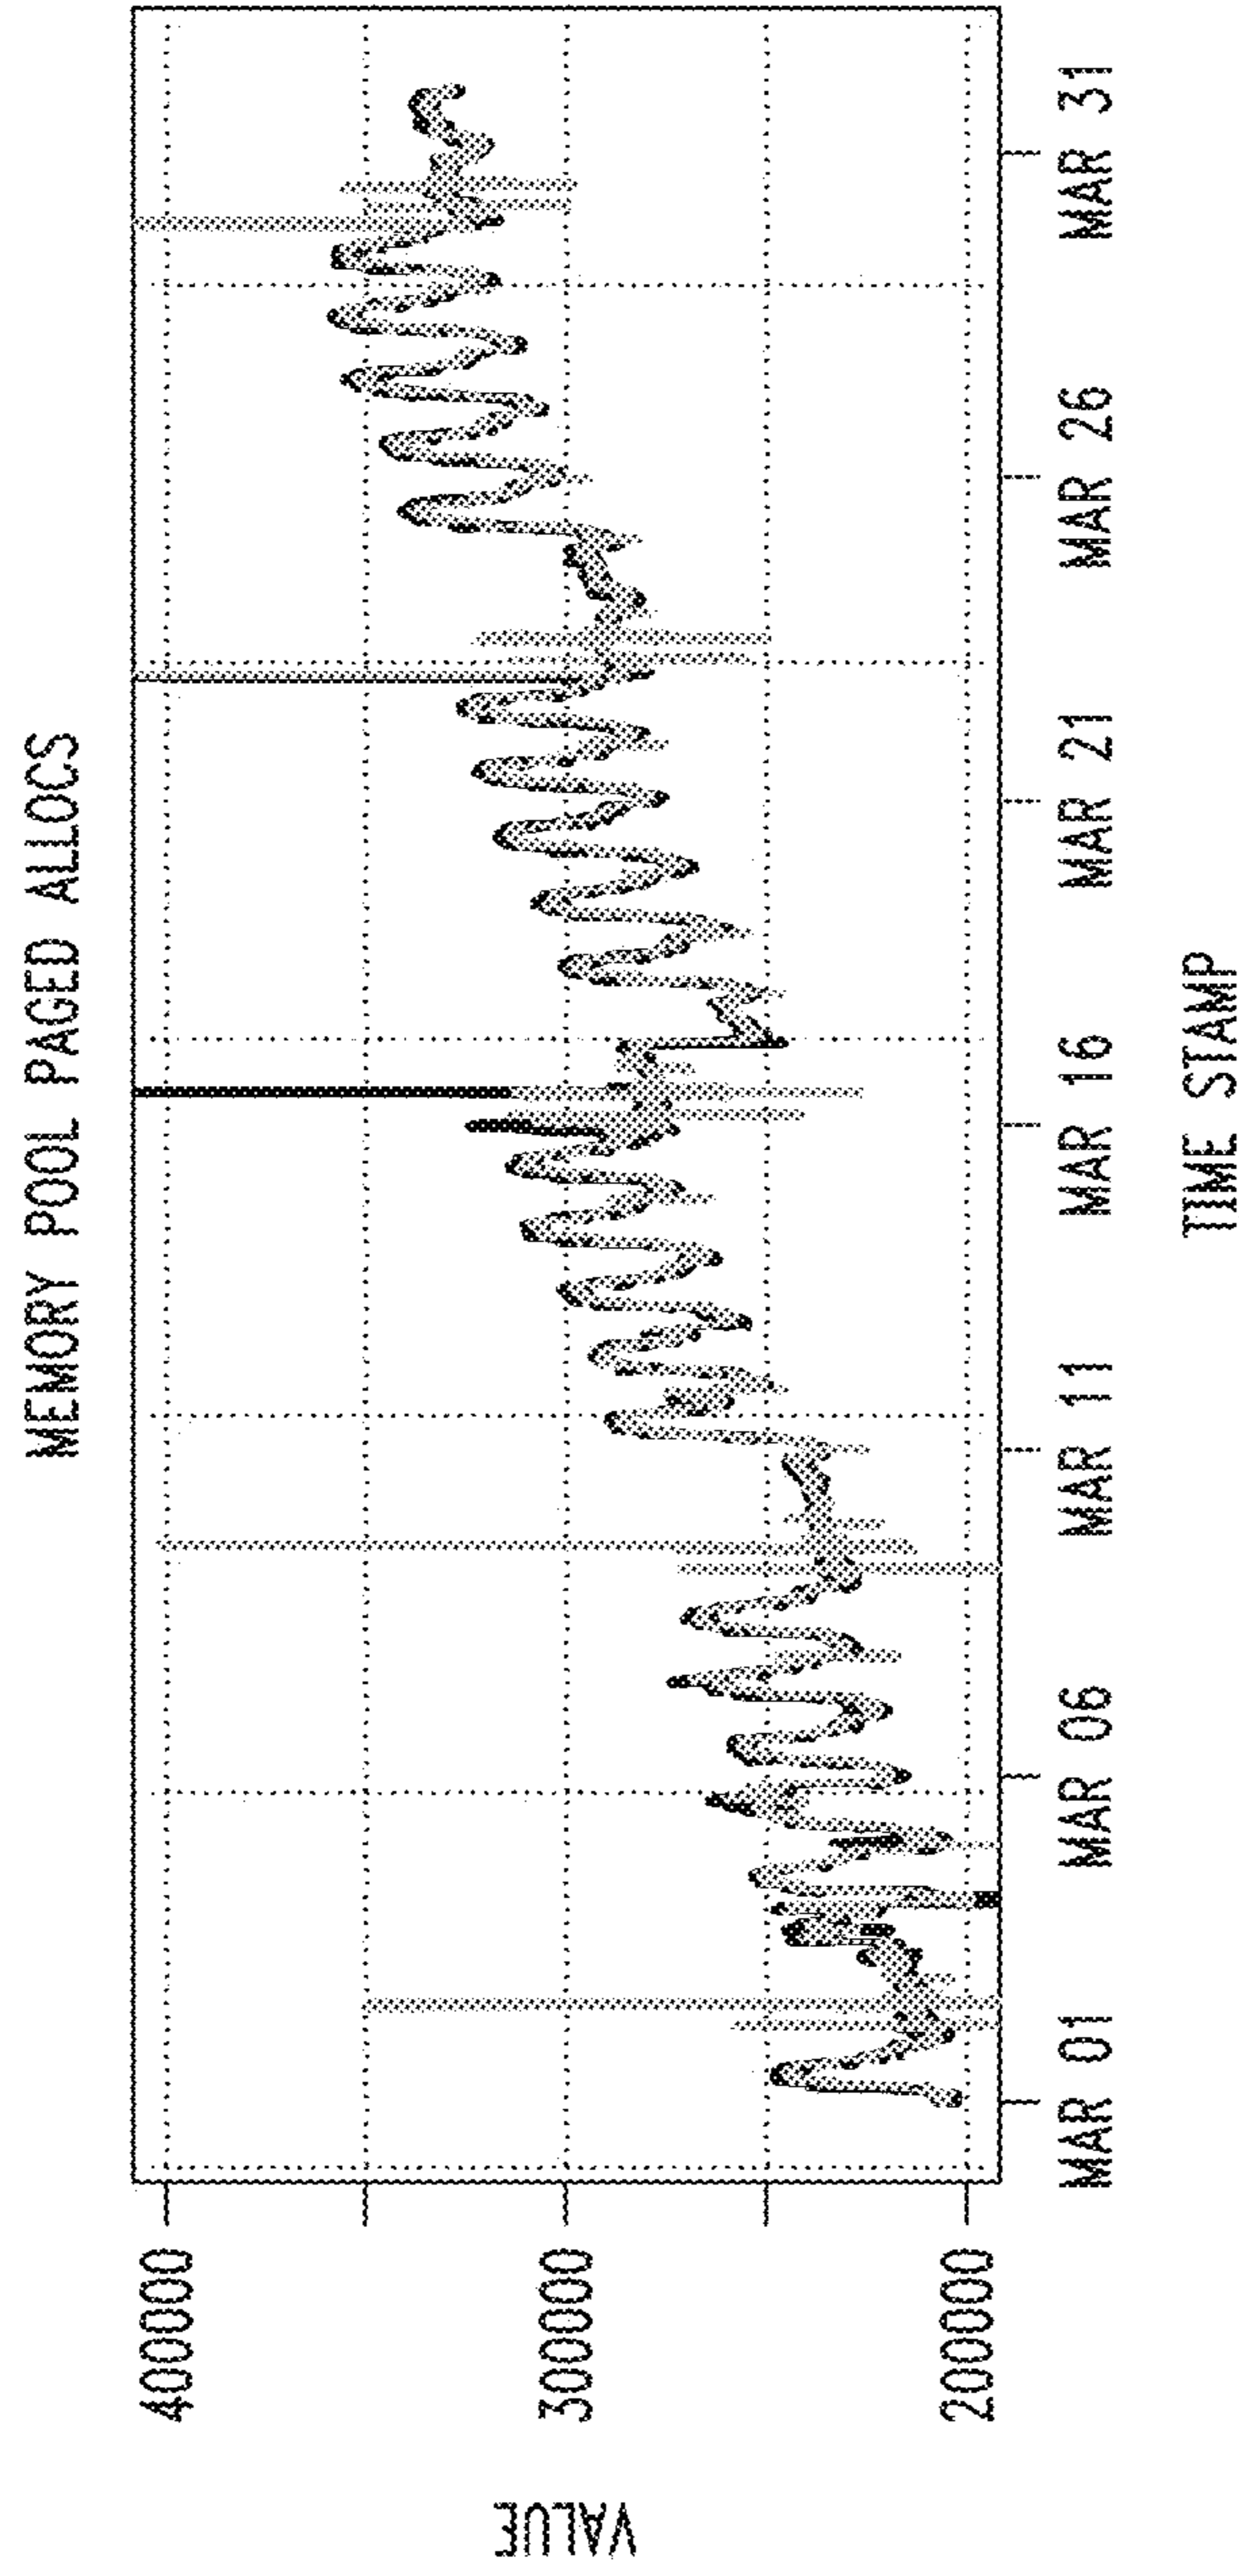 MEMORY POOL PAGED ALLOCS
VALUE
400000
300000
200000
MAR 01
MAR 06
MAR 11
MAR 16
MAR 21
MAR 26
MAR 31
TIME STAMP